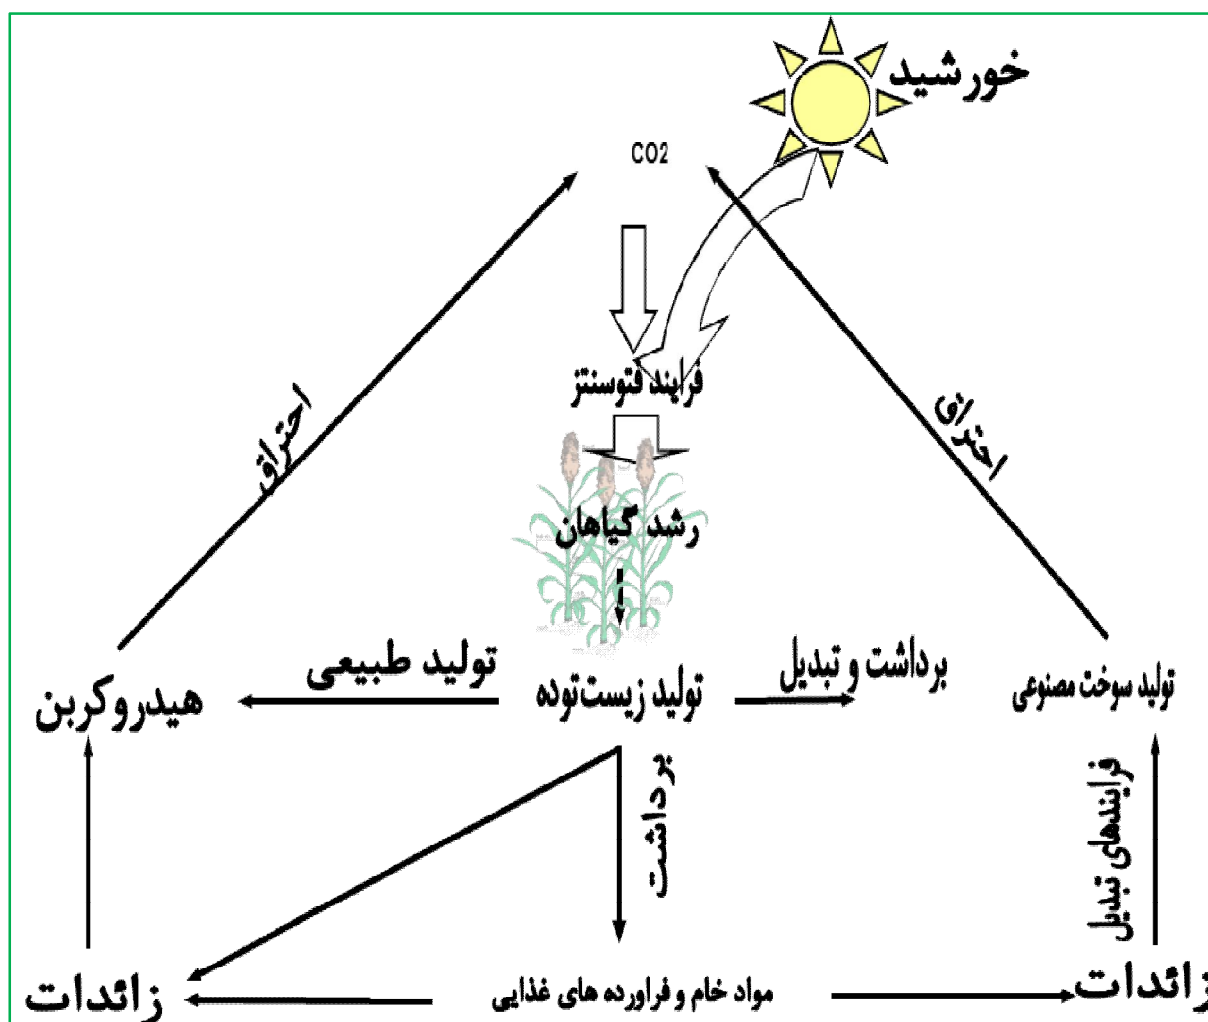 خورشید
CO2
فرایند فتوسنتز
احتراق
احتراق
رشد گیاهان
تولید طبیعی
برداشت و تبدیل
هیدروکربن
تولید زیست‌توده
تولید سوخت مصنوعی
برداشت
فرایندهای تبدیل
زائدات
مواد خام و فراورده های غذایی
زائدات